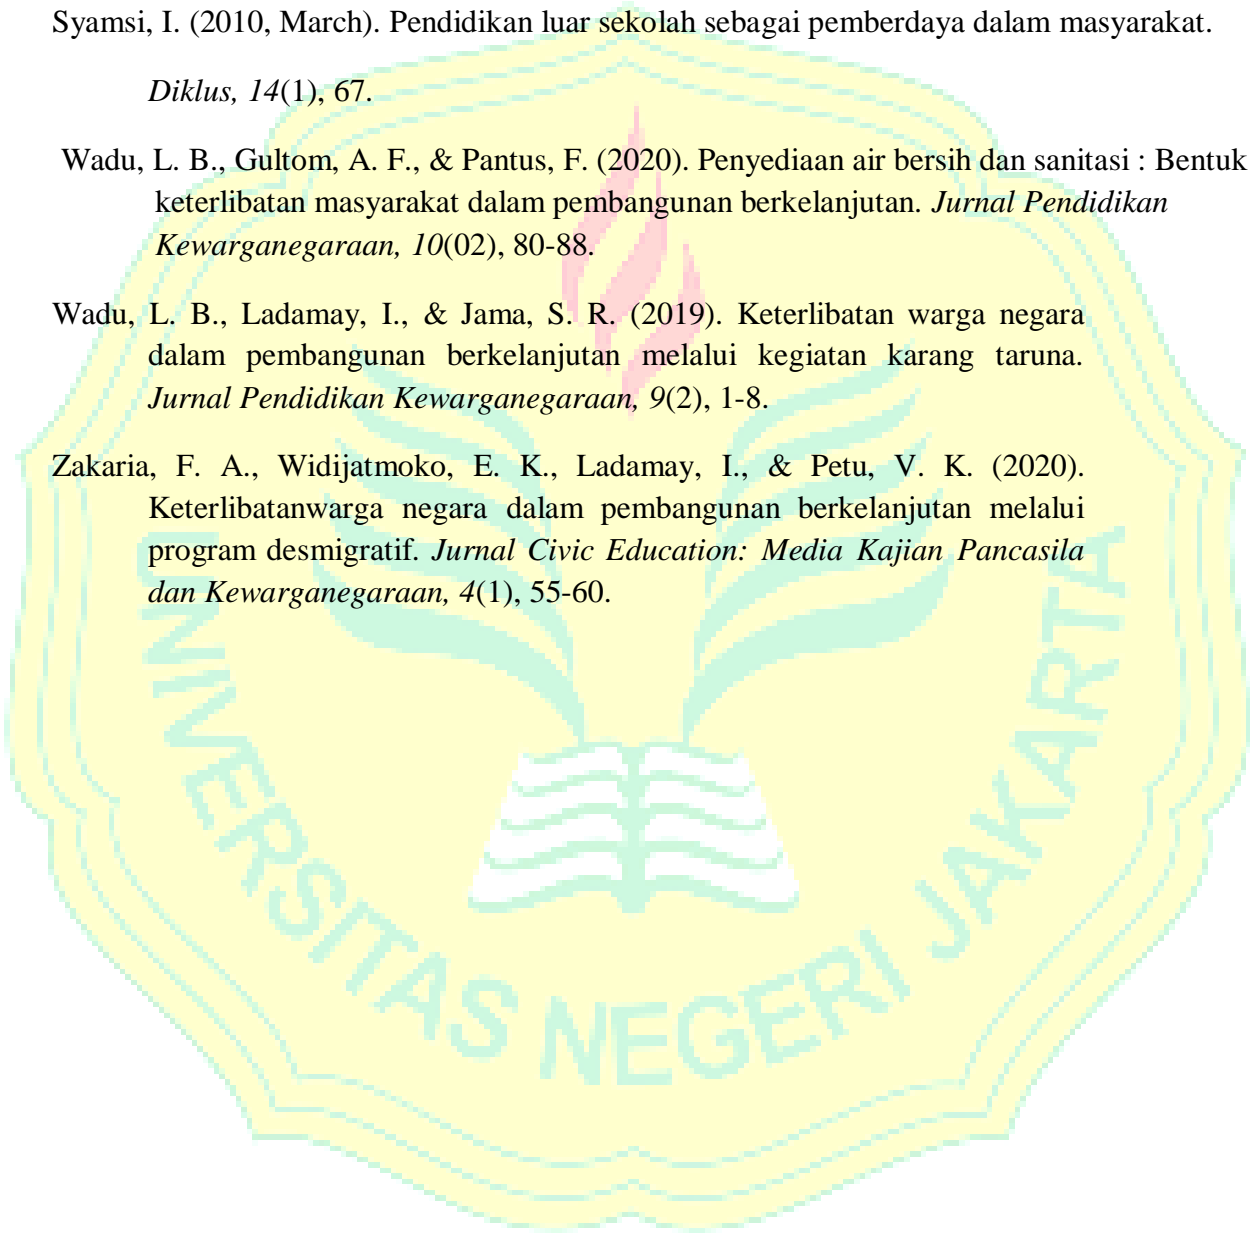 Syamsi, I. (2010, March). Pendidikan luar sekolah sebagai pemberdaya dalam masyarakat.
Diklus, 14(1), 67.
Wadu, L. B., Gultom, A. F., & Pantus, F. (2020). Penyediaan air bersih dan sanitasi : Bentuk
keterlibatan masyarakat dalam pembangunan berkelanjutan. Jurnal Pendidikan
Kewarganegaraan, 10(02), 80-88.
Wadu, L. B., Ladamay, I., & Jama, S. R. (2019). Keterlibatan warga negara
dalam pembangunan berkelanjutan melalui kegiatan karang taruna.
Jurnal Pendidikan Kewarganegaraan, 9(2), 1-8.
Zakaria, F. A., Widijatmoko, E. K., Ladamay, I., & Petu, V. K. (2020).
Keterlibatanwarga negara dalam pembangunan berkelanjutan melalui
program desmigratif. Jurnal Civic Education: Media Kajian Pancasila
dan Kewarganegaraan, 4(1), 55-60.
UNIVERSITAS NEGERI JAKARTA